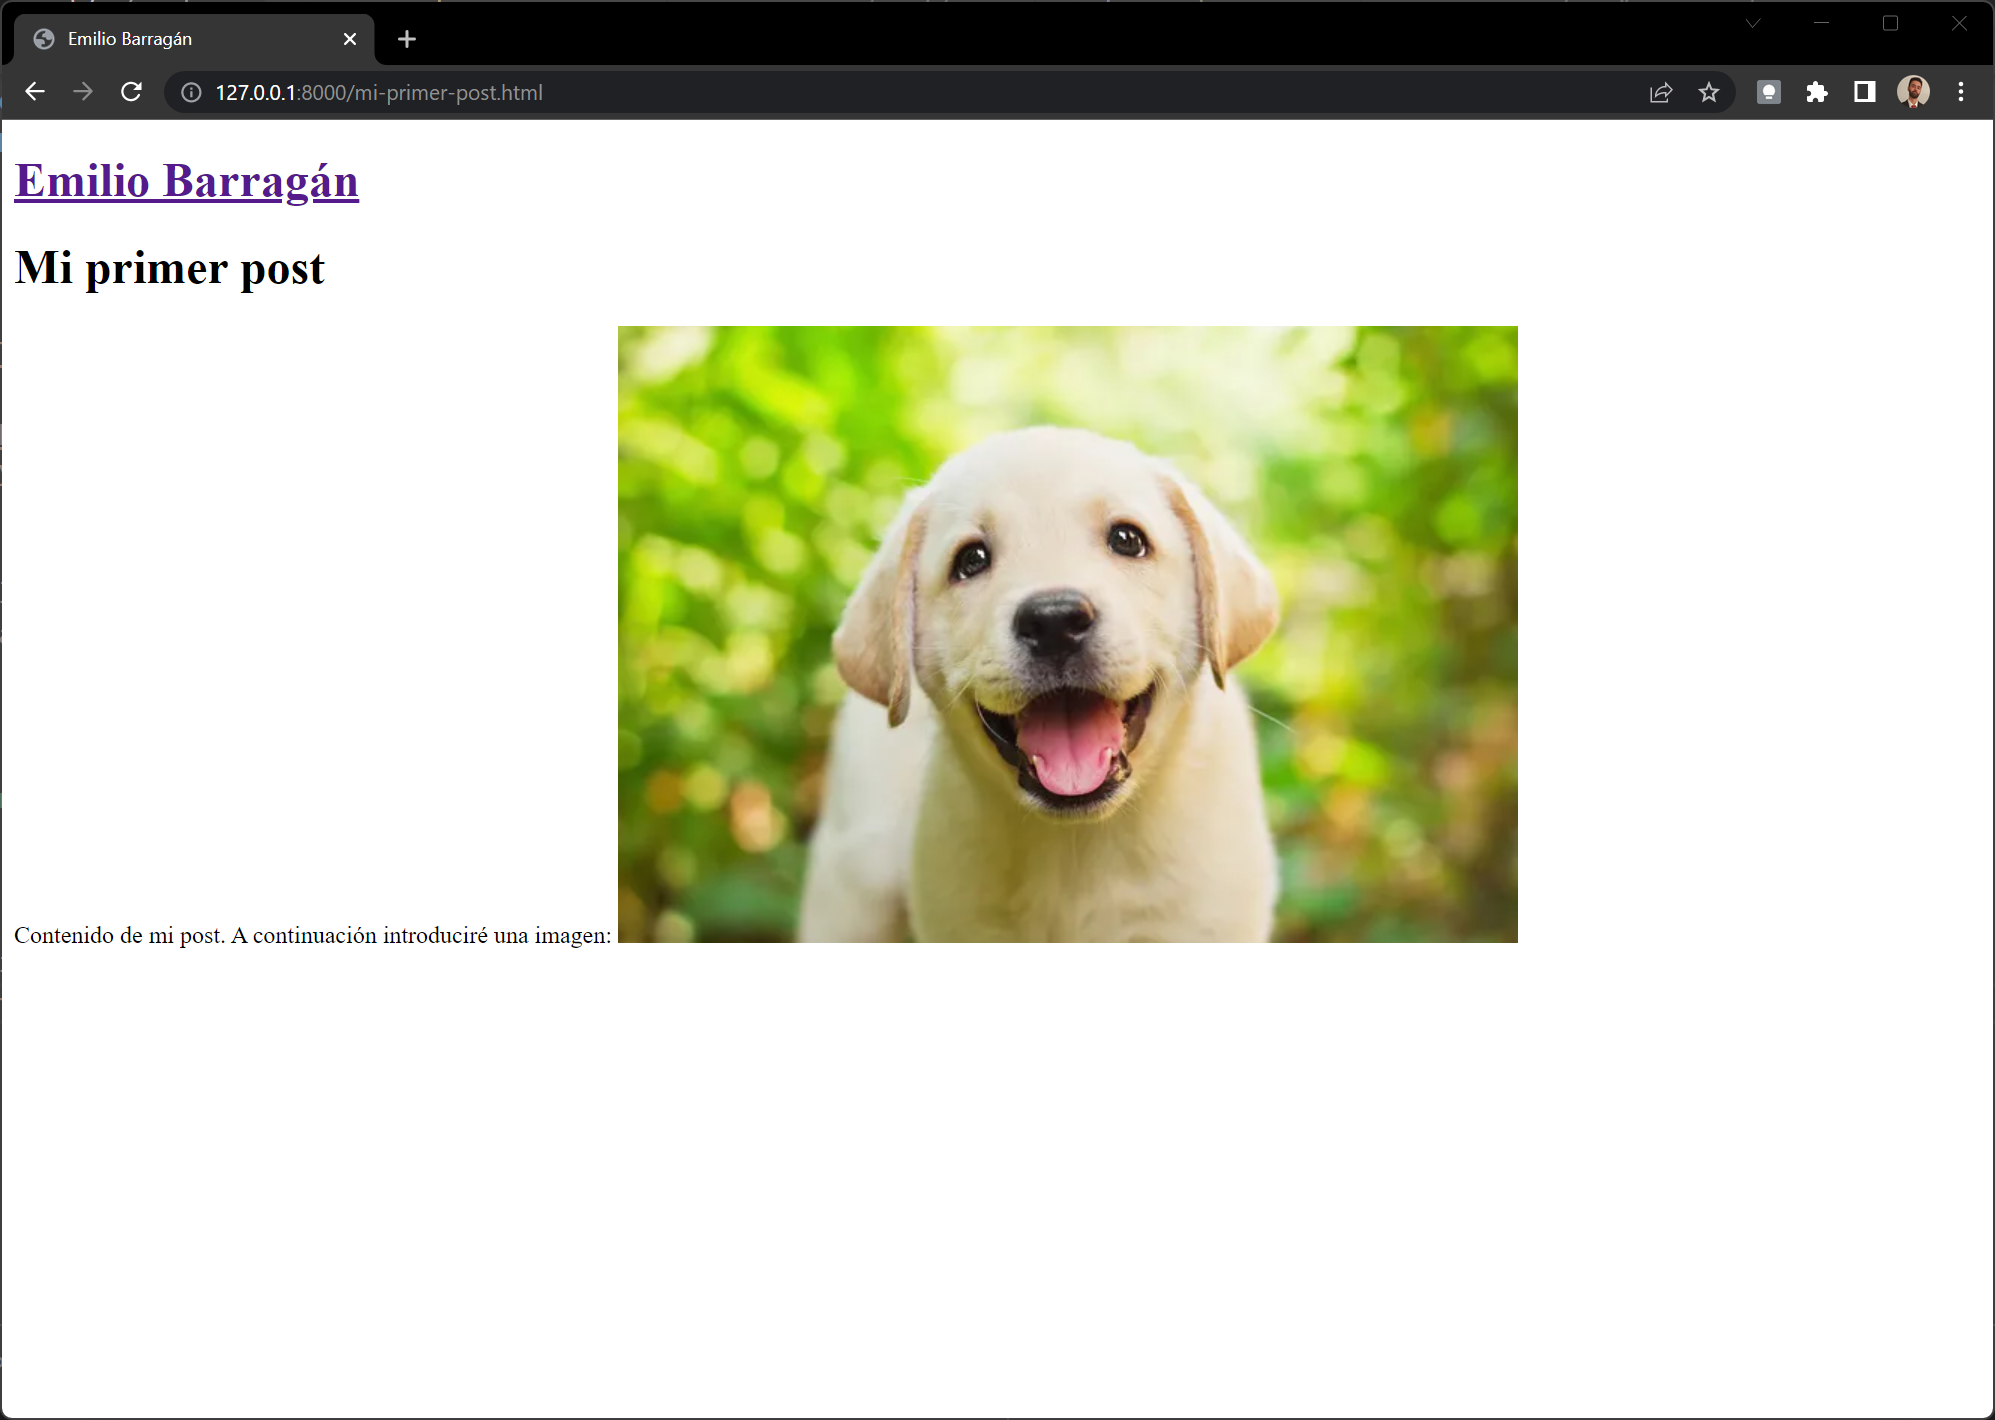 Emilio Barragán
127.0.0.1:8000/mi-primer-post.html
Emilio Barragán
Mi primer post
Contenido de mi post. A continuación introduciré una imagen: